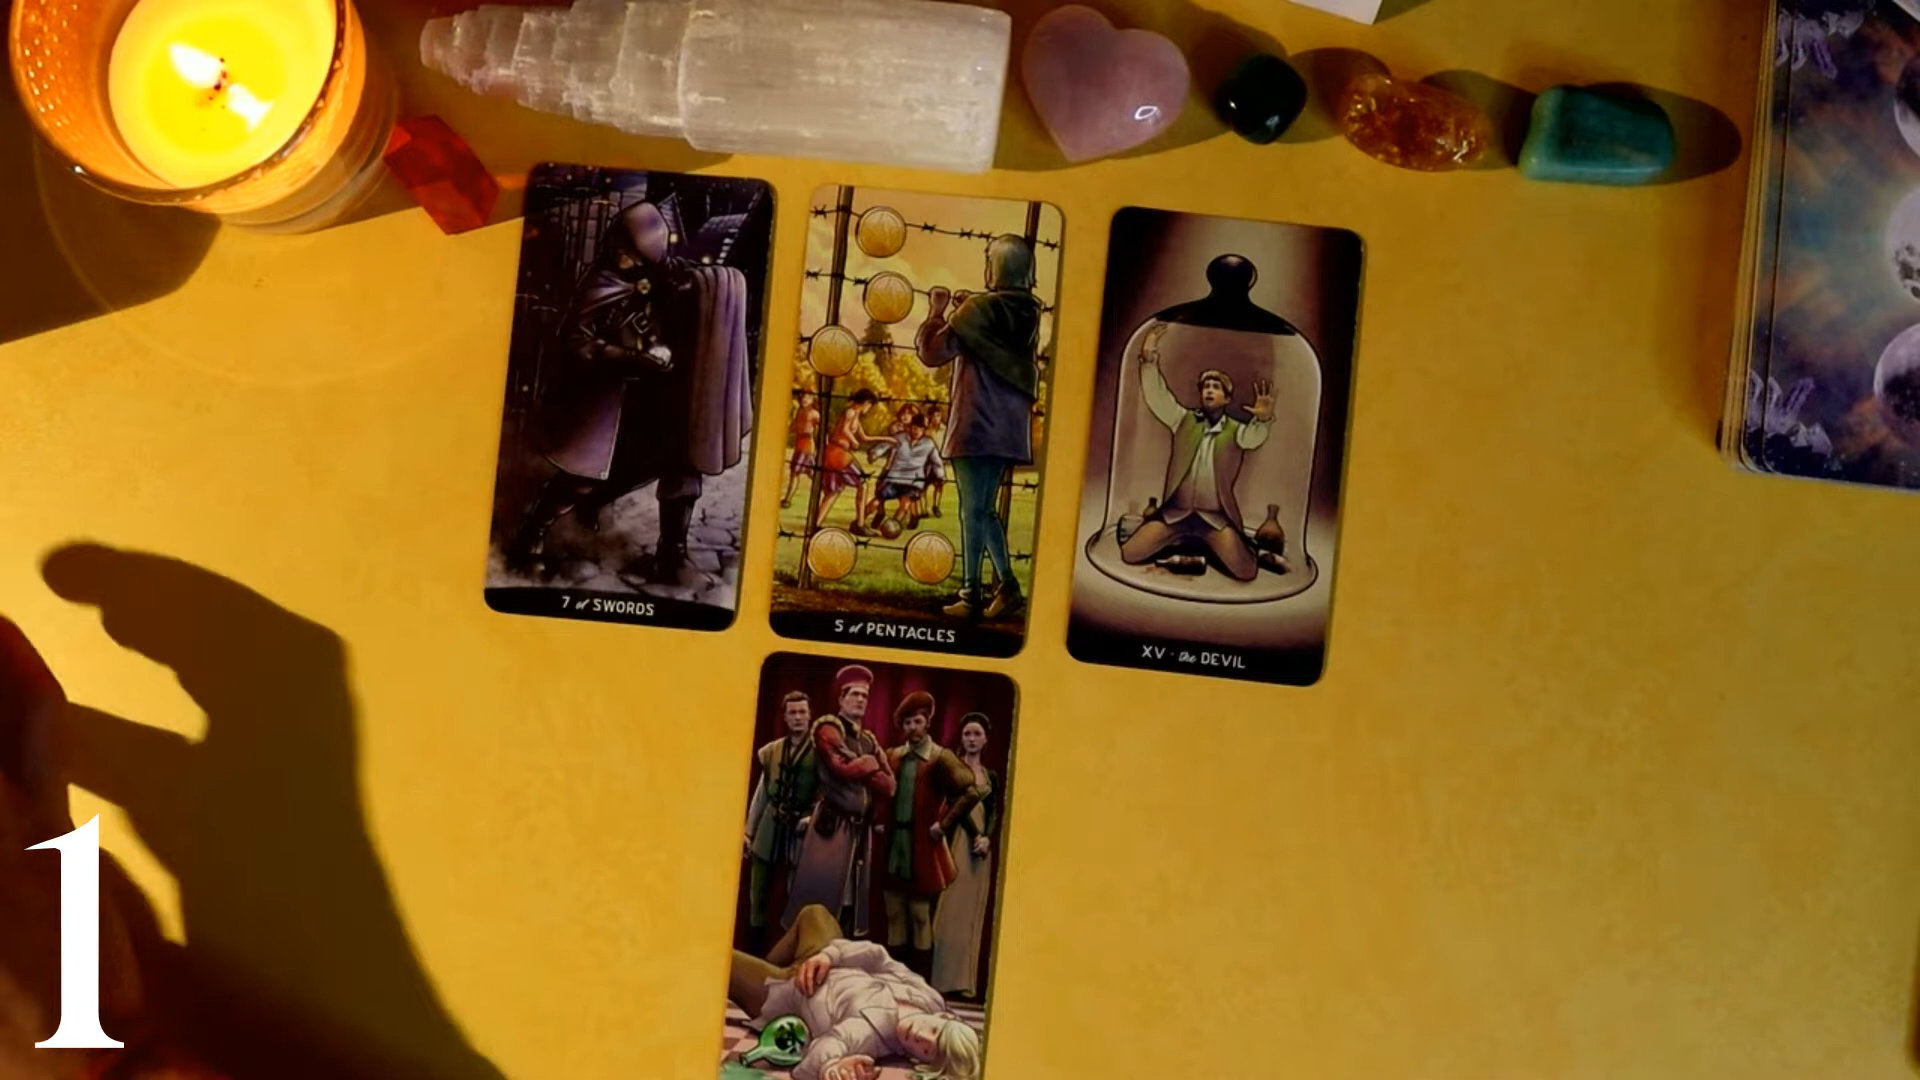 7 of SWORDS
5 of PENTACLES
XV · the DEVIL
1